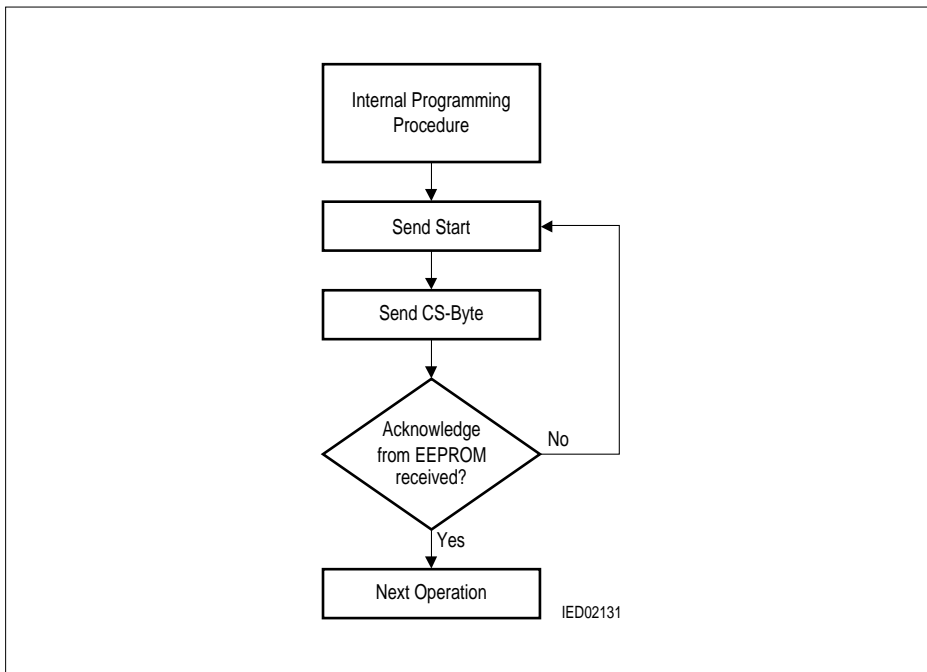 Internal Programming
Procedure
Send Start
Send CS-Byte
Acknowledge
from EEPROM
received?
No
Yes
Next Operation
IED02131